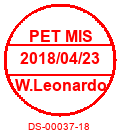 PET MIS
2018/04/23
W.Leonardo
DS-00037-18